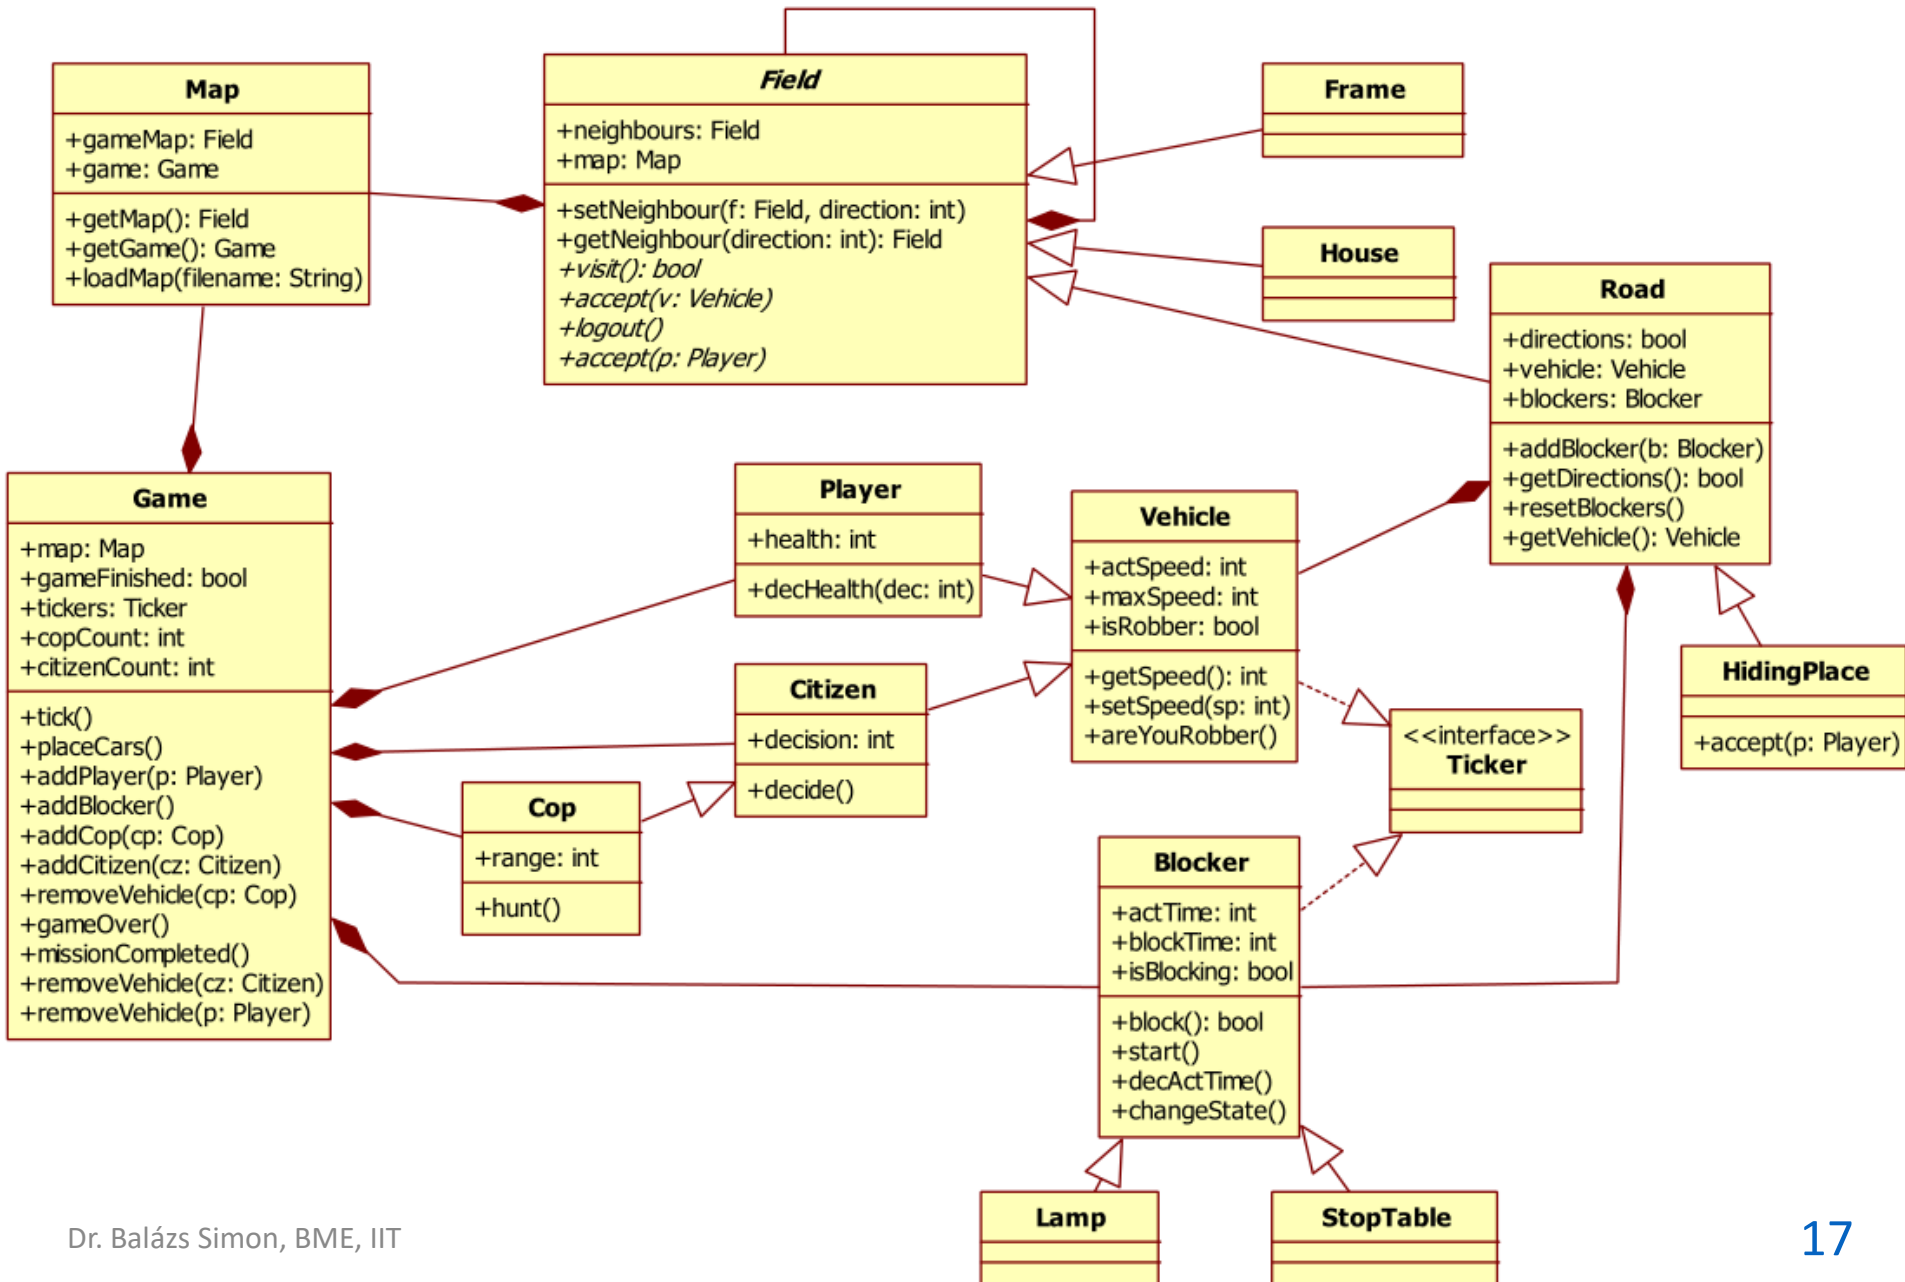 Map
+gameMap: Field
+game: Game
+getMap(): Field
+getGame(): Game
+loadMap(filename: String)
Field
+neighbours: Field
+map: Map
+setNeighbour(f: Field, direction: int)
+getNeighbour(direction: int): Field
+visit(): bool
+accept(v: Vehicle)
+logout()
+accept(p: Player)
Frame
House
Road
+directions: bool
+vehicle: Vehicle
+blockers: Blocker
+addBlocker(b: Blocker)
+getDirections(): bool
+resetBlockers()
+getVehicle(): Vehicle
Game
+map: Map
+gameFinished: bool
+tickers: Ticker
+copCount: int
+citizenCount: int
+tick()
+placeCars()
+addPlayer(p: Player)
+addBlocker()
+addCop(cp: Cop)
+addCitizen(cz: Citizen)
+removeVehicle(cp: Cop)
+gameOver()
+missionCompleted()
+removeVehicle(cz: Citizen)
+removeVehicle(p: Player)
Player
+health: int
+decHealth(dec: int)
Vehicle
+actSpeed: int
+maxSpeed: int
+isRobber: bool
+getSpeed(): int
+setSpeed(sp: int)
+areYouRobber()
Citizen
+decision: int
+decide()
Cop
+range: int
+hunt()
<<interface>>
Ticker
HidingPlace
+accept(p: Player)
Blocker
+actTime: int
+blockTime: int
+isBlocking: bool
+block(): bool
+start()
+decActTime()
+changeState()
Lamp
StopTable
Dr. Balázs Simon, BME, IIT
17